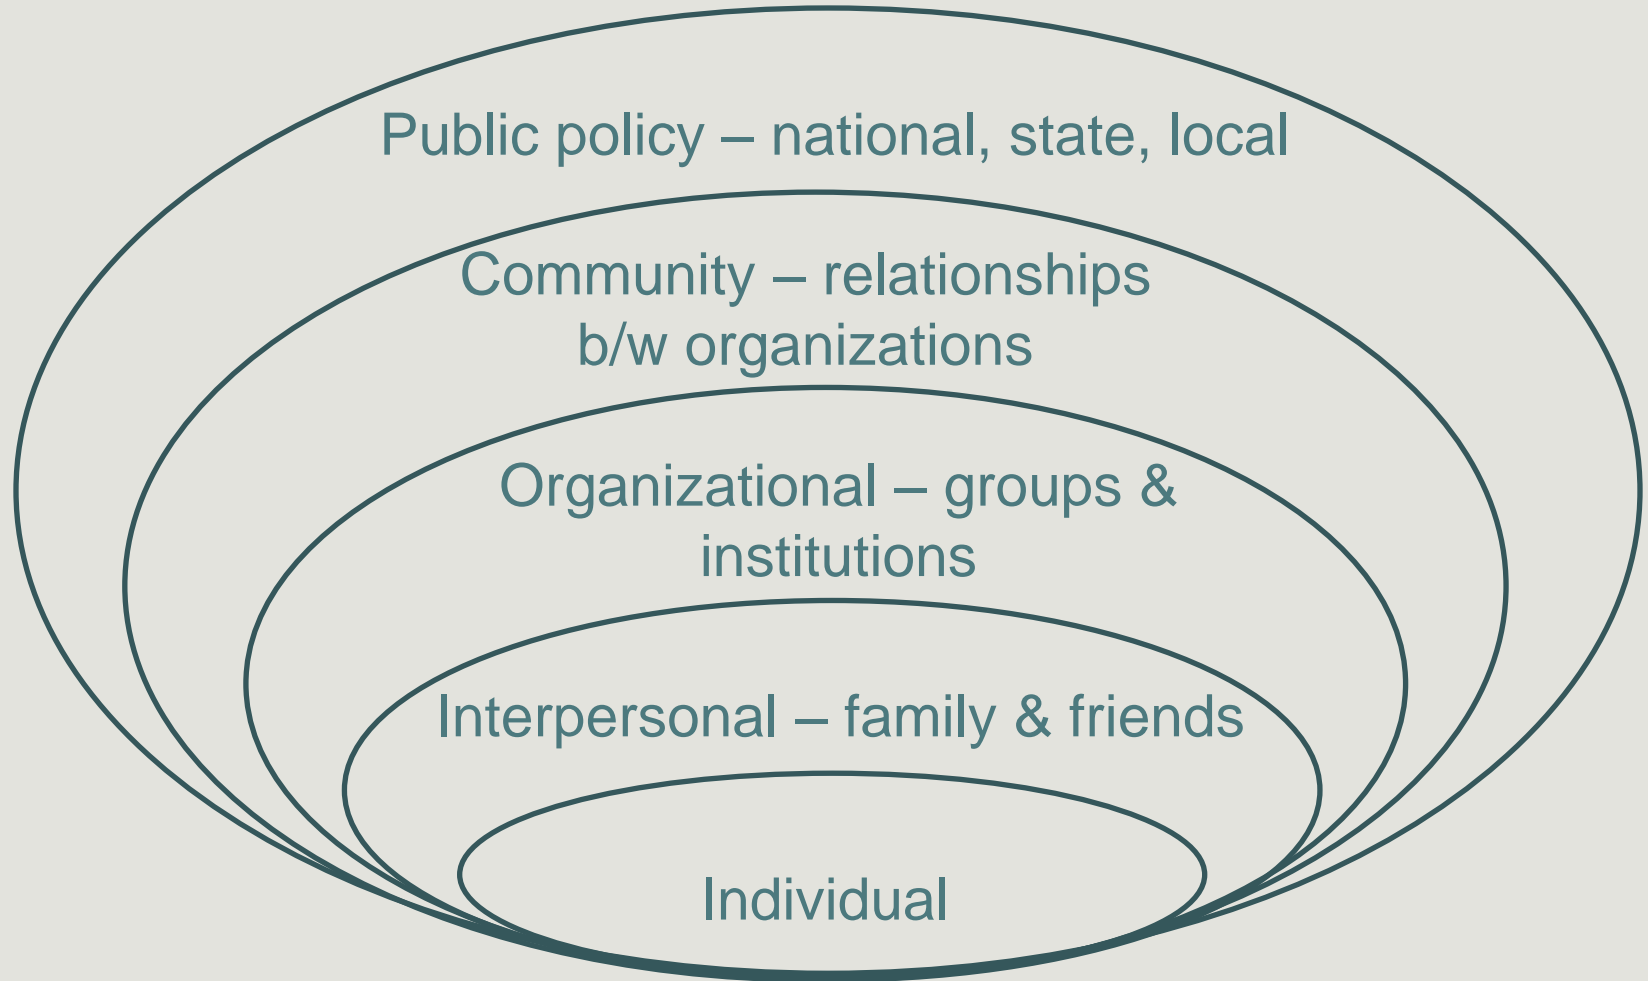 Public policy – national, state, local
Community – relationships
b/w organizations
Organizational – groups &
institutions
Interpersonal – family & friends
Individual